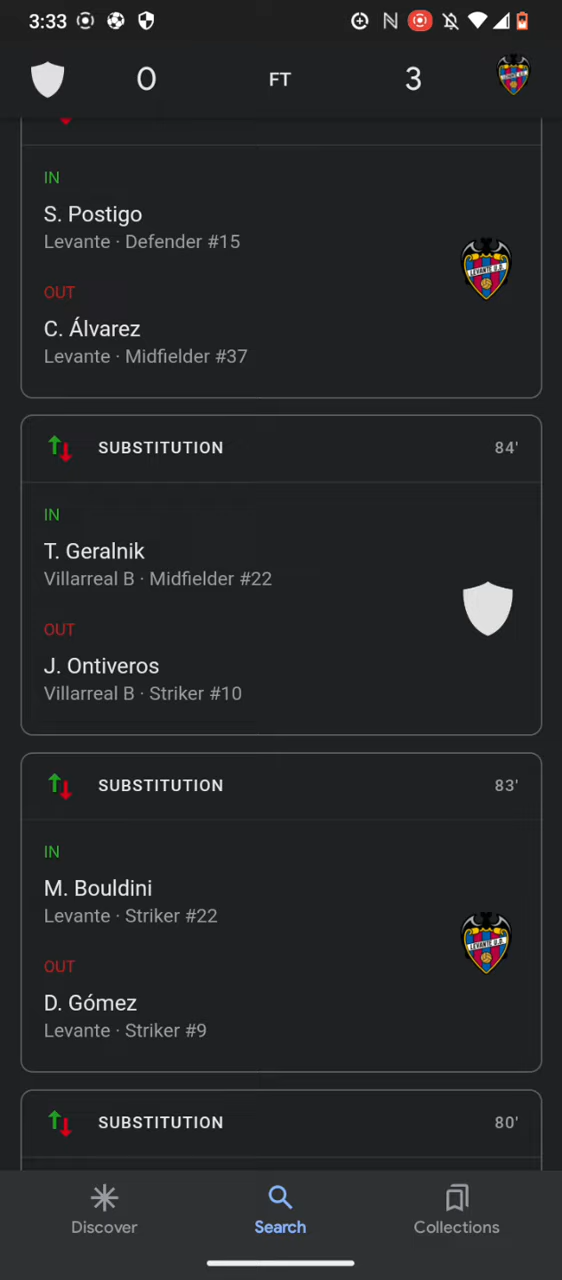 3:33
0
FT
3
IN
S. Postigo
Levante · Defender #15
LEVANTE U.D.
OUT
C. Álvarez
Levante · Midfielder #37
SUBSTITUTION
84'
IN
T. Geralnik
Villarreal B · Midfielder #22
OUT
J. Ontiveros
Villarreal B · Striker #10
SUBSTITUTION
83'
IN
M. Bouldini
Levante · Striker #22
LEVANTE U.D.
OUT
D. Gómez
Levante · Striker #9
SUBSTITUTION
80'
Discover
Search
Collections